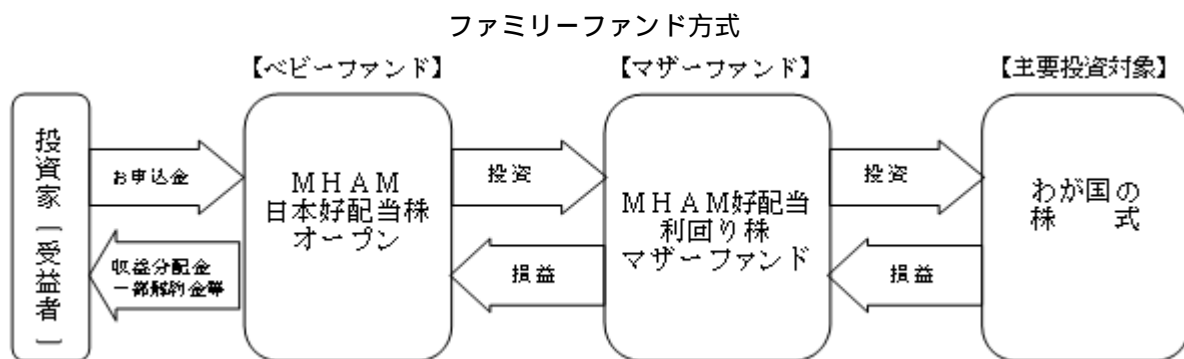 ファミリーファンド方式
【ベビーファンド】
【マザーファンド】
【主要投資対象】
投資家（受益者）
お申込金
収益分配金
一部解約金等
MHAM
日本好配当株
オープン
投資
損益
MHAM好配当
利回り株
マザーファンド
投資
損益
わが国の
株　式